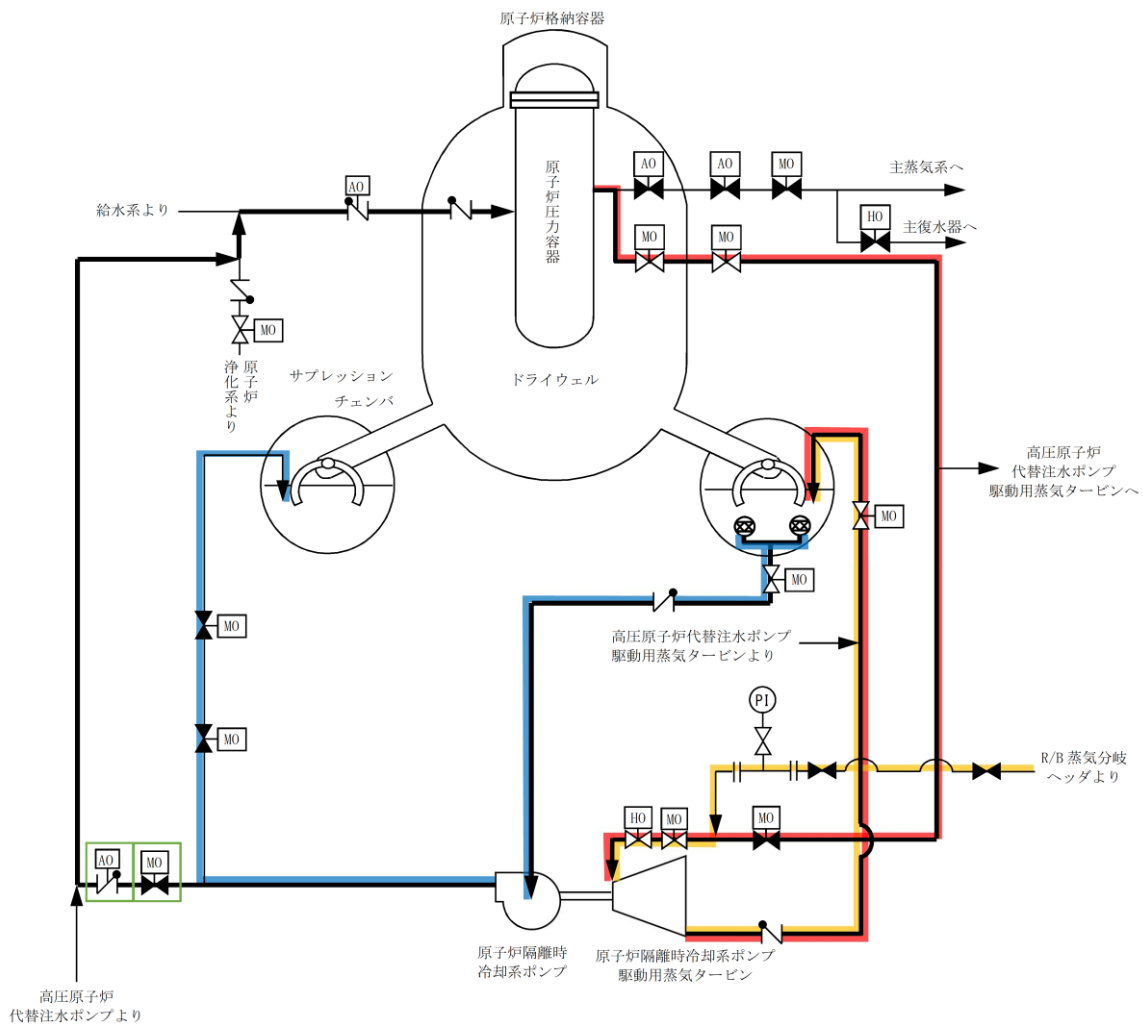 原子炉格納容器
AO
AO
MO
主蒸気系へ
原子炉圧力容器
AO
給水系より
HO
主復水器へ
MO
MO
MO
原子炉
浄化系より
サプレッション
チェンバ
ドライウェル
高圧原子炉
代替注水ポンプ
駆動用蒸気タービンへ
MO
MO
MO
高圧原子炉代替注水ポンプ
駆動用蒸気タービンより
PI
MO
R/B 蒸気分岐
ヘッダより
HO
MO
MO
AO
MO
原子炉隔離時
冷却系ポンプ
原子炉隔離時冷却系ポンプ
駆動用蒸気タービン
高圧原子炉
代替注水ポンプより